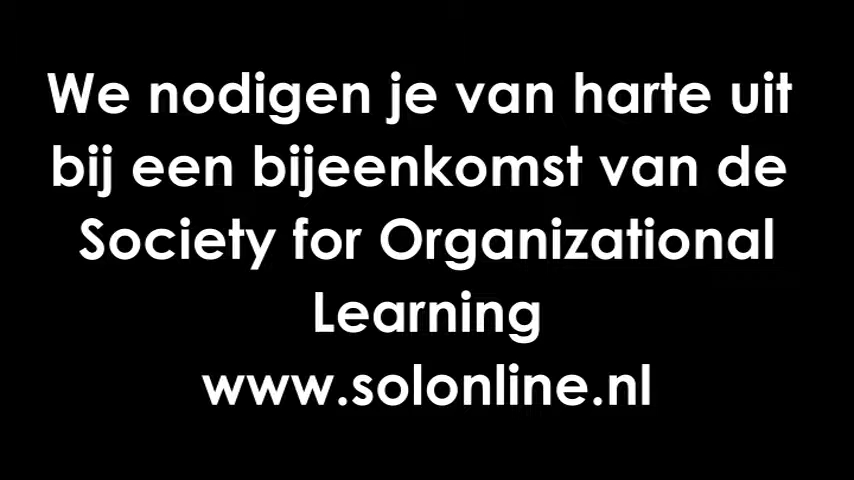 We nodigen je van harte uit
bij een bijeenkomst van de
Society for Organizational
Learning
www.solonline.nl